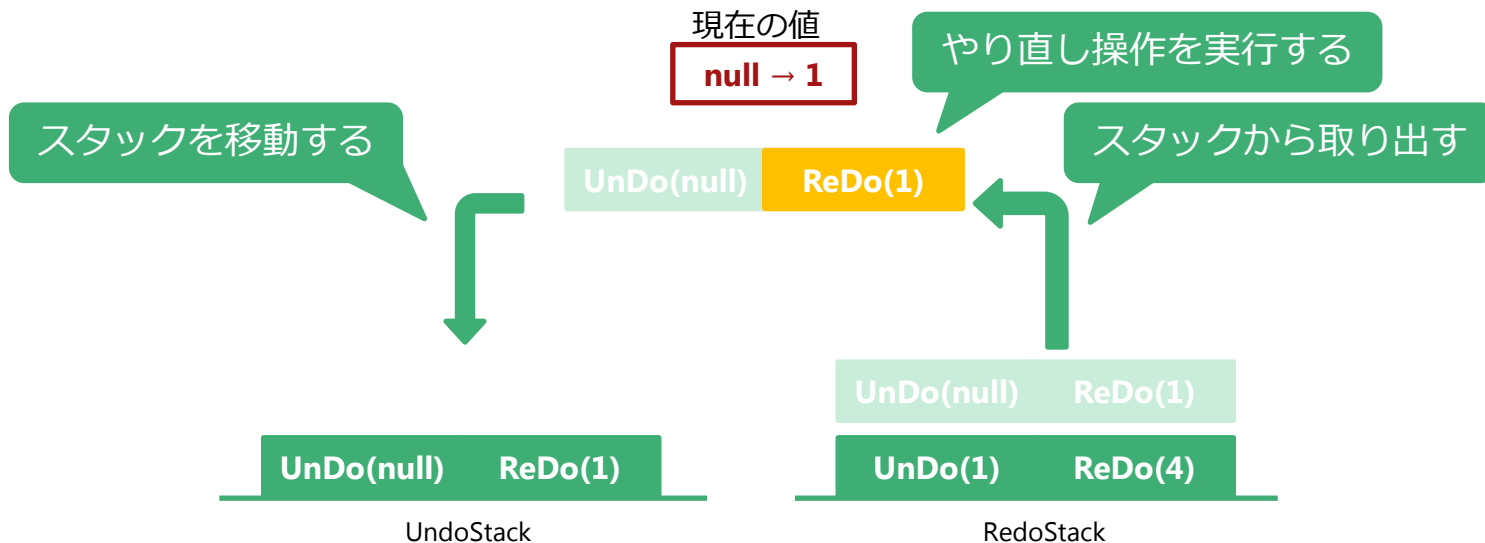 現在の値
null → 1
やり直し操作を実行する
スタックを移動する
スタックから取り出す
UnDo(null) ReDo(1)
UnDo(null) ReDo(1)
UnDo(null) ReDo(1)
UnDo(1) ReDo(4)
UndoStack
RedoStack